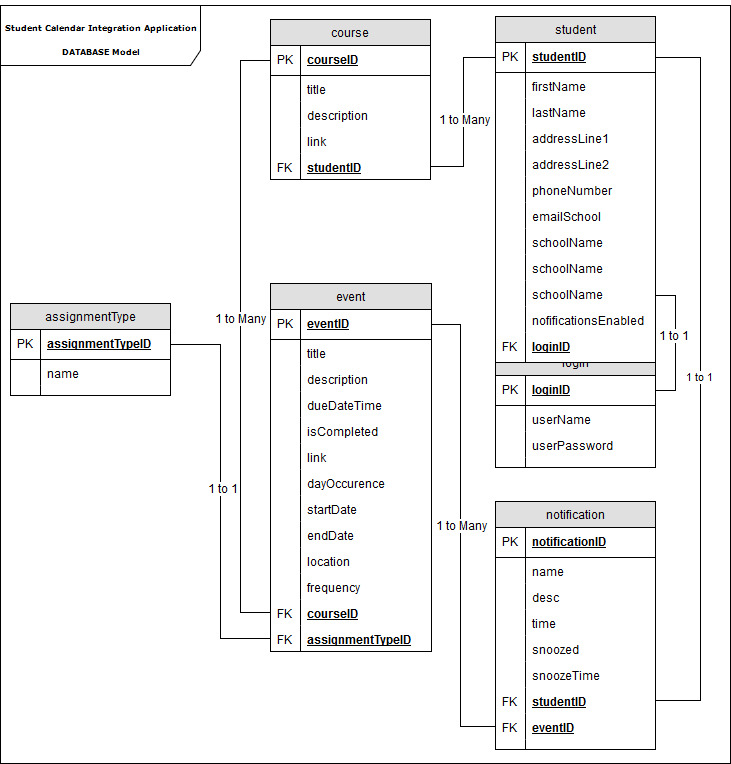 Student Calendar Integration Application
DATABASE Model
course
PK courseID
title
description
link
FK studentID
student
PK studentID
firstName
lastName
addressLine1
addressLine2
phoneNumber
emailSchool
schoolName
schoolName
schoolName
nofificationsEnabled
FK loginID
login
PK loginID
userName
userPassword
assignmentType
PK assignmentTypeID
name
event
PK eventID
title
description
dueDateTime
isCompleted
link
dayOccurence
startDate
endDate
location
frequency
FK courseID
FK assignmentTypeID
notification
PK notificationID
name
desc
time
snoozed
snoozeTime
FK studentID
FK eventID
1 to Many
1 to Many
1 to 1
1 to 1
1 to 1
1 to Many